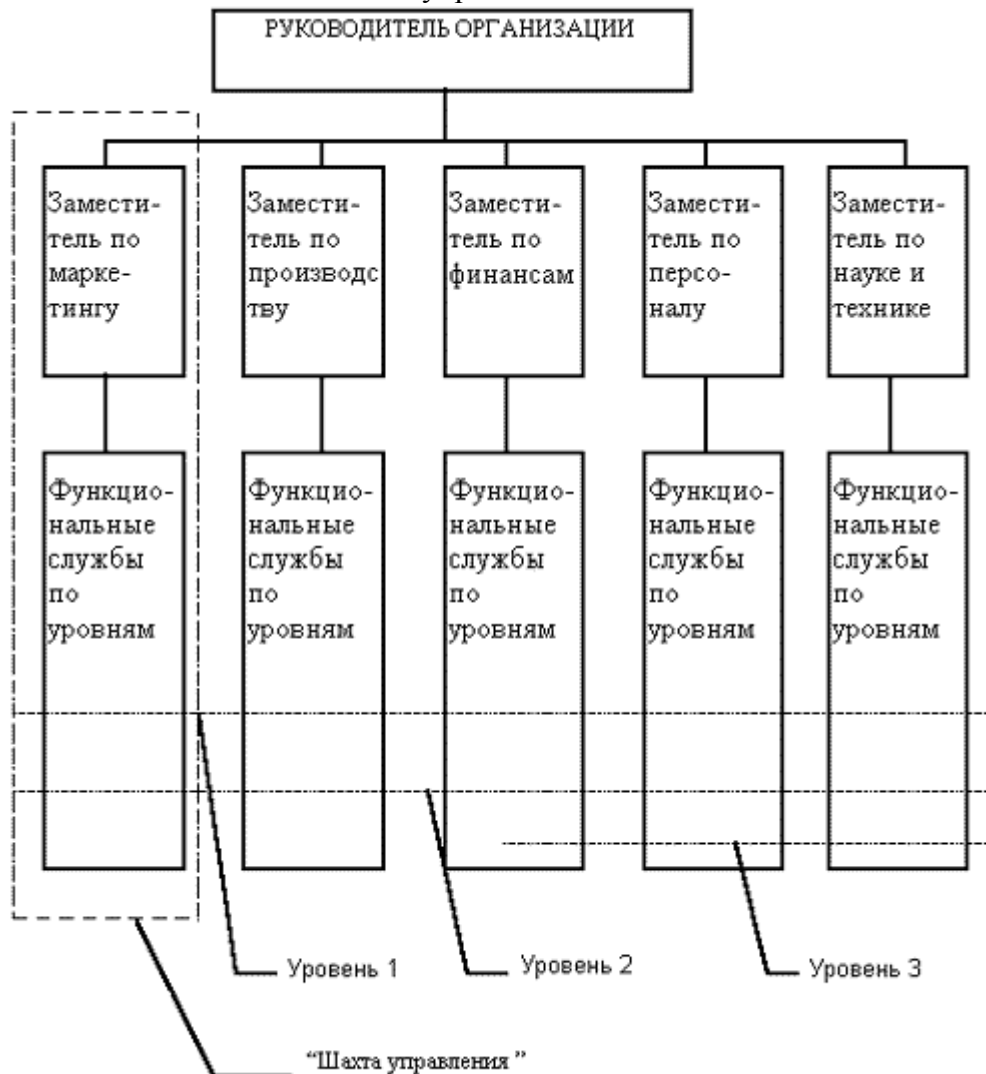 РУКОВОДИТЕЛЬ ОРГАНИЗАЦИИ
Замести-
тель по
марке-
тингу
Замести-
тель по
производс
тву
Замести-
тель по
финансам
Замести-
тель по
персо-
налу
Замести-
тель по
науке и
технике
Функцио-
нальные
службы
по
уровням
Функцио-
нальные
службы
по
уровням
Функцио-
нальные
службы
по
уровням
Функцио-
нальные
службы
по
уровням
Функцио-
нальные
службы
по
уровням
Уровень 1
Уровень 2
Уровень 3
“Шахта управления ”